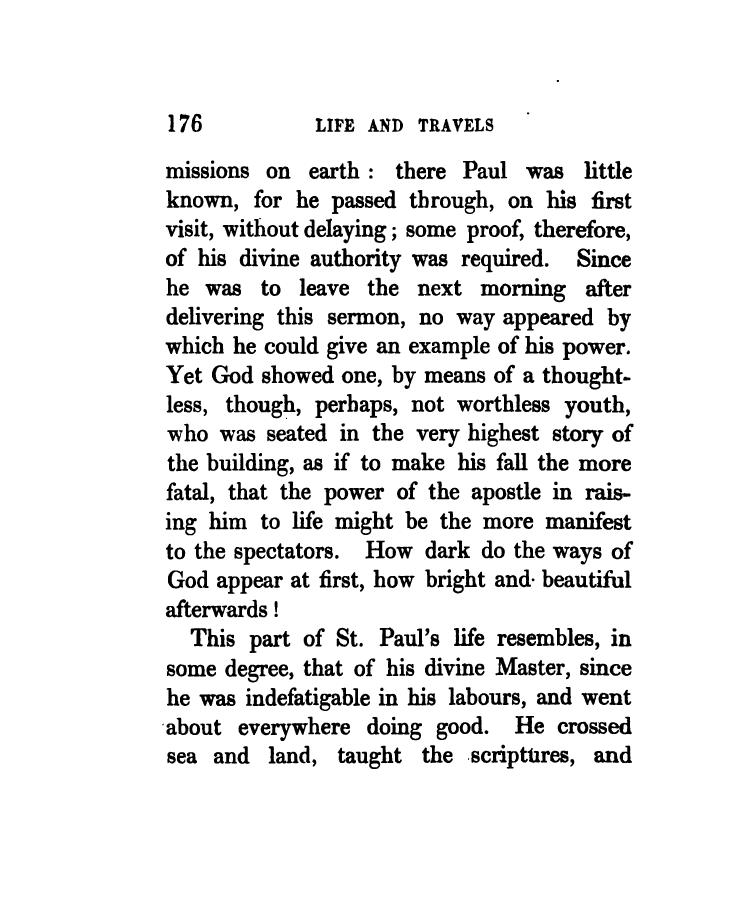 176 LIFE AND TRAVELS
missions on earth : there Paul was little
known, for he passed through, on his first
visit, without delaying ; some proof, therefore,
of his divine authority was required. Since
he was to leave the next morning after
delivering this sermon, no way appeared by
which he could give an example of his power.
Yet God showed one, by means of a thought-
less, though, perhaps, not worthless youth,
who was seated in the very highest story of
the building, as if to make his fall the more
fatal, that the power of the apostle in rais-
ing him to life might be the more manifest
to the spectators. How dark do the ways of
God appear at first, how bright and beautiful
afterwards !
This part of St. Paul's life resembles, in
some degree, that of his divine Master, since
he was indefatigable in his labours, and went
about everywhere doing good. He crossed
sea and land, taught the scriptures, and